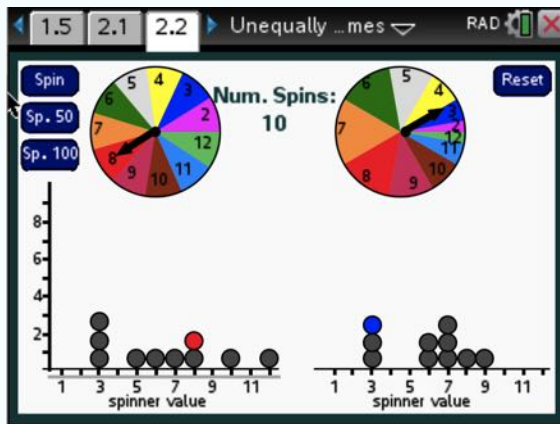 1.5 2.1 2.2 Unequally ...mes RAD
Spin
Sp. 50
Sp. 100
Num. Spins:
10
Reset
5 4 3 2 12 11 10 9 8 7 6
5 4 3 2 12 11 10 9 8 7 6
8
6
4
2
1 3 5 7 9 11
spinner value
1 3 5 7 9 11
spinner value